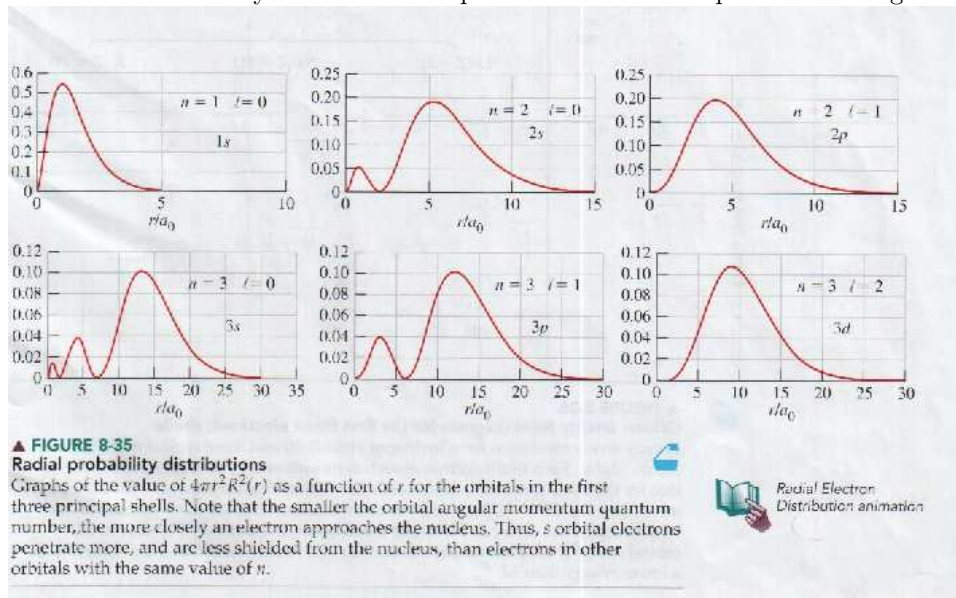 0.6
0.5
0.4
0.3
0.2
0.1
0
n = 1 l = 0
1s
0 5 10
r/a0
0.25
0.20
0.15
0.10
0.05
0
n = 2 l = 0
2s
0 5 10 15
r/a0
0.25
0.20
0.15
0.10
0.05
0
n = 2 l = 1
2p
0 5 10 15
r/a0
0.12
0.10
0.08
0.06
0.04
0.02
0
n = 3 l = 0
3s
0 5 10 15 20 25 30 35
r/a0
0.12
0.10
0.08
0.06
0.04
0.02
0
n = 3 l = 1
3p
0 5 10 15 20 25 30
r/a0
0.12
0.10
0.08
0.06
0.04
0.02
0
n = 3 l = 2
3d
0 5 10 15 20 25 30
r/a0
▲ FIGURE 8-35
Radial probability distributions
Graphs of the value of 4πr²R²(r) as a function of r for the orbitals in the first
three principal shells. Note that the smaller the orbital angular momentum quantum
number, the more closely an electron approaches the nucleus. Thus, s orbital electrons
penetrate more, and are less shielded from the nucleus, than electrons in other
orbitals with the same value of n.
Radial Electron
Distribution animation